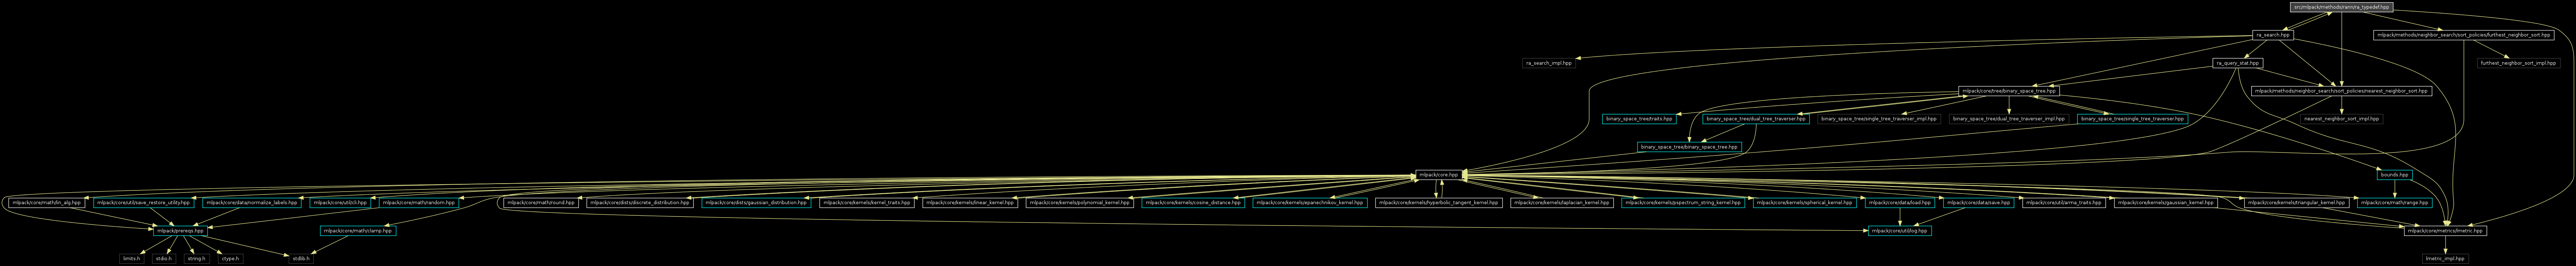 src/mlpack/methods/rann/ra_typedef.hpp
ra_search.hpp
mlpack/methods/neighbor_search/sort_policies/furthest_neighbor_sort.hpp
ra_search_impl.hpp
ra_query_stat.hpp
furthest_neighbor_sort_impl.hpp
mlpack/core/tree/binary_space_tree.hpp
mlpack/methods/neighbor_search/sort_policies/nearest_neighbor_sort.hpp
binary_space_tree/traits.hpp
binary_space_tree/dual_tree_traverser.hpp
binary_space_tree/single_tree_traverser_impl.hpp
binary_space_tree/dual_tree_traverser_impl.hpp
binary_space_tree/single_tree_traverser.hpp
nearest_neighbor_sort_impl.hpp
binary_space_tree/binary_space_tree.hpp
mlpack/core.hpp
bounds.hpp
mlpack/core/math/lin_alg.hpp
mlpack/core/util/save_restore_utility.hpp
mlpack/core/data/normalize_labels.hpp
mlpack/core/util/cli.hpp
mlpack/core/math/random.hpp
mlpack/core/math/round.hpp
mlpack/core/dists/discrete_distribution.hpp
mlpack/core/dists/gaussian_distribution.hpp
mlpack/core/kernels/kernel_traits.hpp
mlpack/core/kernels/linear_kernel.hpp
mlpack/core/kernels/polynomial_kernel.hpp
mlpack/core/kernels/cosine_distance.hpp
mlpack/core/kernels/epanechnikov_kernel.hpp
mlpack/core/kernels/hyperbolic_tangent_kernel.hpp
mlpack/core/kernels/laplacian_kernel.hpp
mlpack/core/kernels/pspectrum_string_kernel.hpp
mlpack/core/kernels/spherical_kernel.hpp
mlpack/core/data/load.hpp
mlpack/core/data/save.hpp
mlpack/core/util/arma_traits.hpp
mlpack/core/kernels/gaussian_kernel.hpp
mlpack/core/kernels/triangular_kernel.hpp
mlpack/core/math/range.hpp
mlpack/prereqs.hpp
mlpack/core/math/clamp.hpp
mlpack/core/util/log.hpp
mlpack/core/metrics/lmetric.hpp
limits.h
stdio.h
string.h
ctype.h
stdlib.h
lmetric_impl.hpp